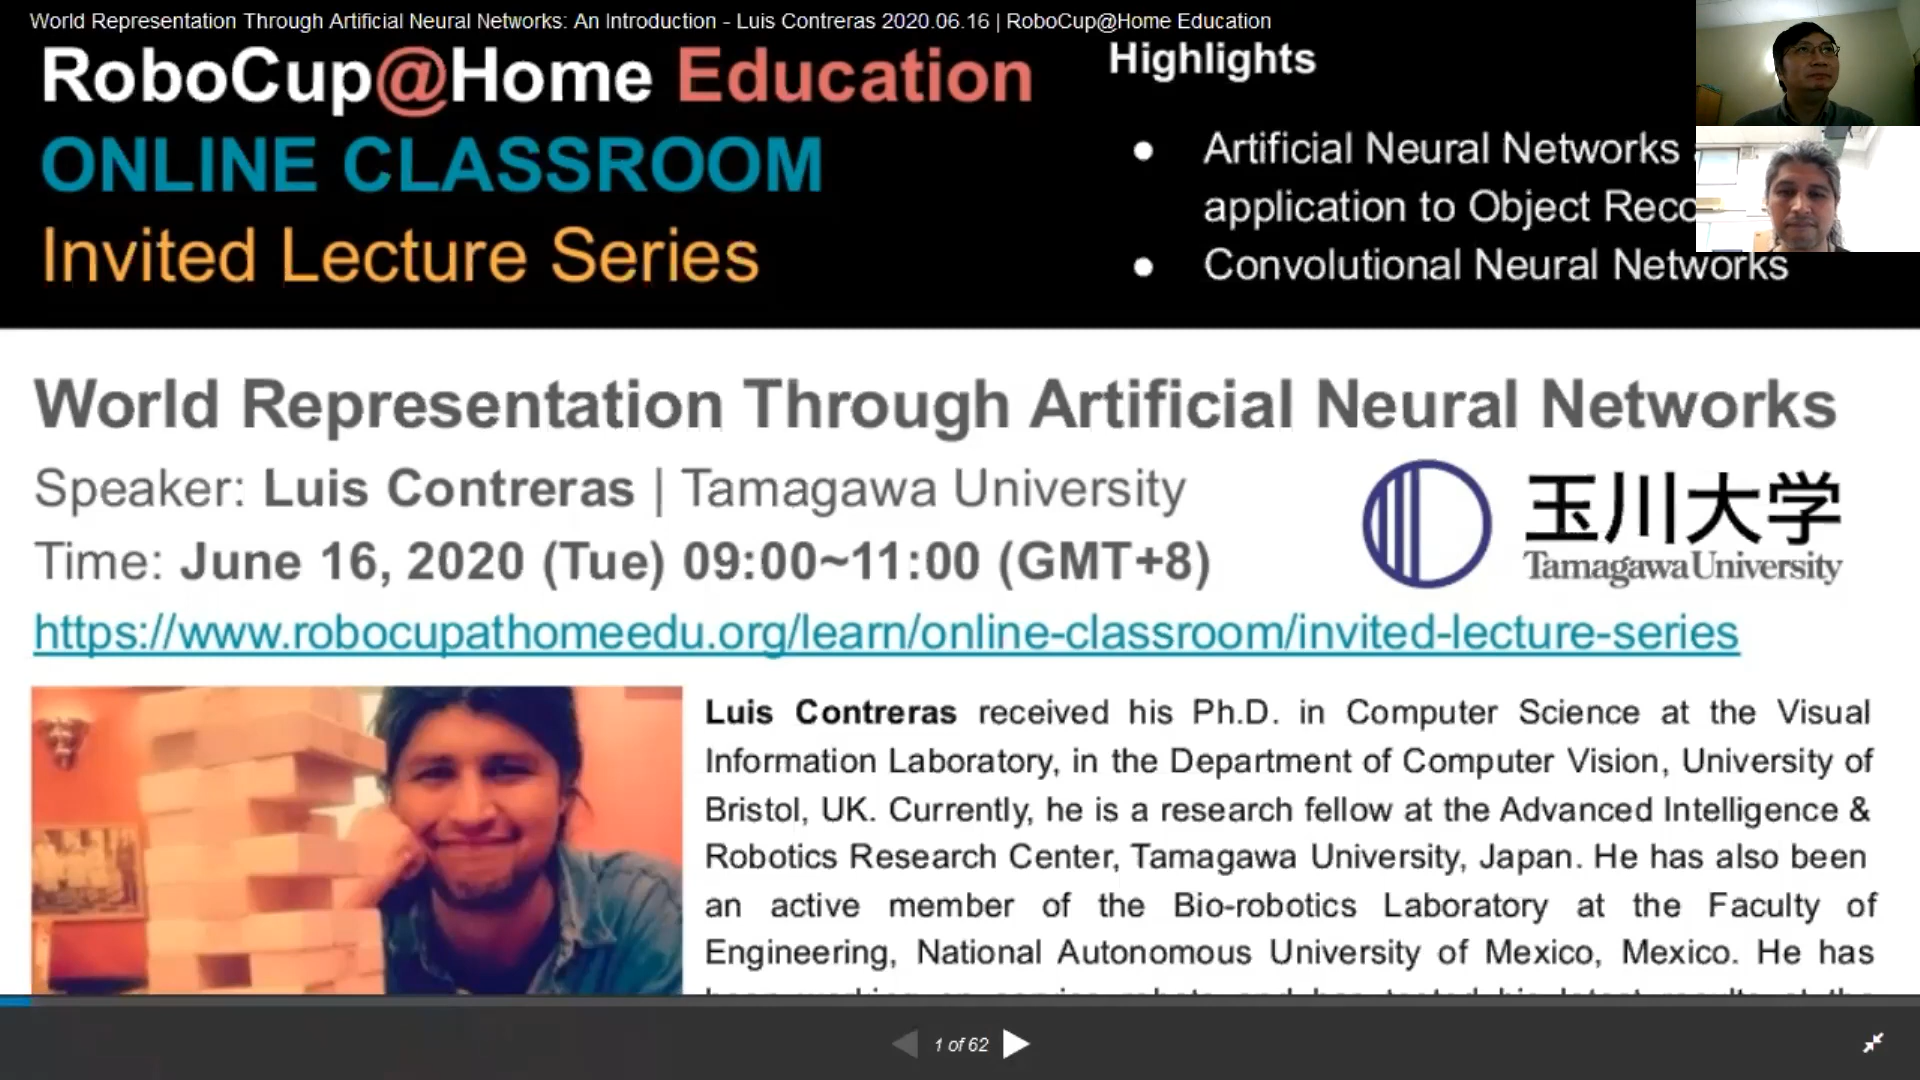 World Representation Through Artificial Neural Networks: An Introduction - Luis Contreras 2020.06.16 | RoboCup@Home Education
RoboCup@Home Education
ONLINE CLASSROOM
Invited Lecture Series
Highlights
● Artificial Neural Networks
application to Object
● Convolutional Neural Networks
World Representation Through Artificial Neural Networks
Speaker: Luis Contreras | Tamagawa University
Time: June 16, 2020 (Tue) 09:00~11:00 (GMT+8)
玉川大学
Tamagawa University
https://www.robocupathomeedu.org/learn/online-classroom/invited-lecture-series
Luis Contreras received his Ph.D. in Computer Science at the Visual
Information Laboratory, in the Department of Computer Vision, University of
Bristol, UK. Currently, he is a research fellow at the Advanced Intelligence &
Robotics Research Center, Tamagawa University, Japan. He has also been
an active member of the Bio-robotics Laboratory at the Faculty of
Engineering, National Autonomous University of Mexico, Mexico. He has
1 of 62